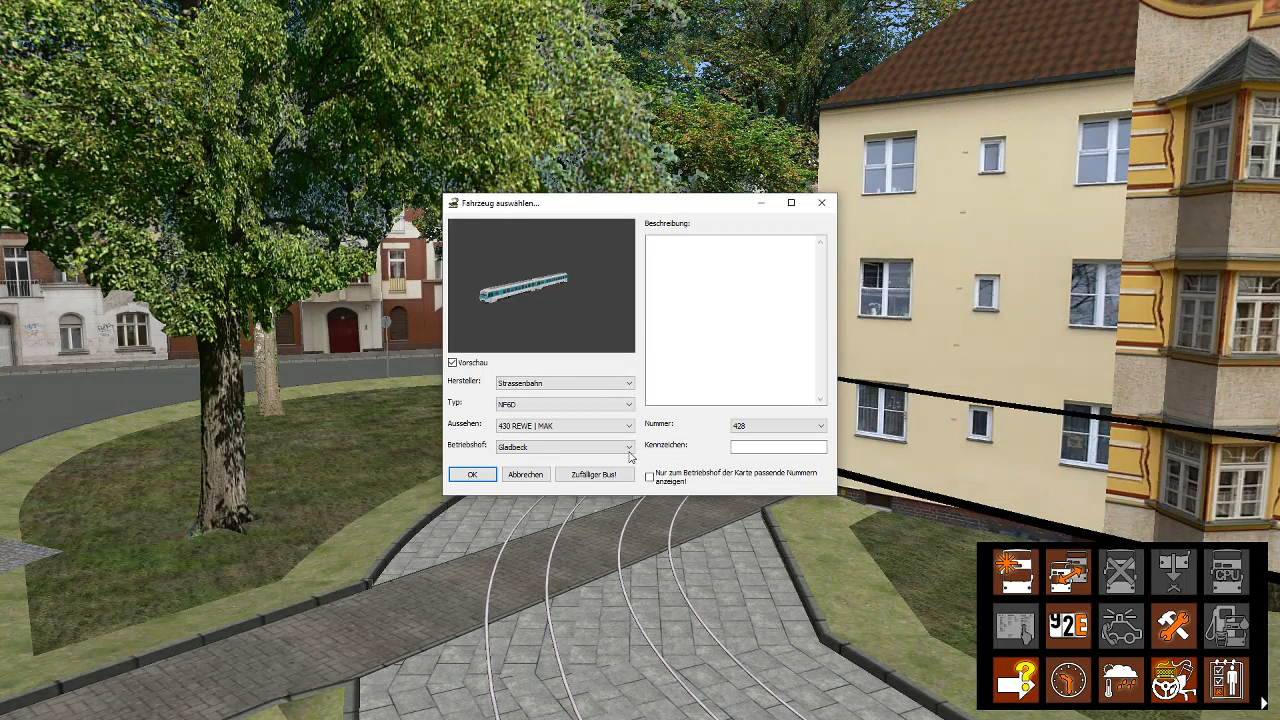 Fahrzeug auswählen...
Beschreibung:
Vorschau
Hersteller:
Strassenbahn
Typ:
NF6D
Aussehen:
430 REWE | MAK
Nummer:
428
Betriebshof:
Gladbeck
Kennzeichen:
OK
Abbrechen
Zufälliger Bus!
Nur zum Betriebshof der Karte passende Nummern
anzeigen!
CPU
92E
?